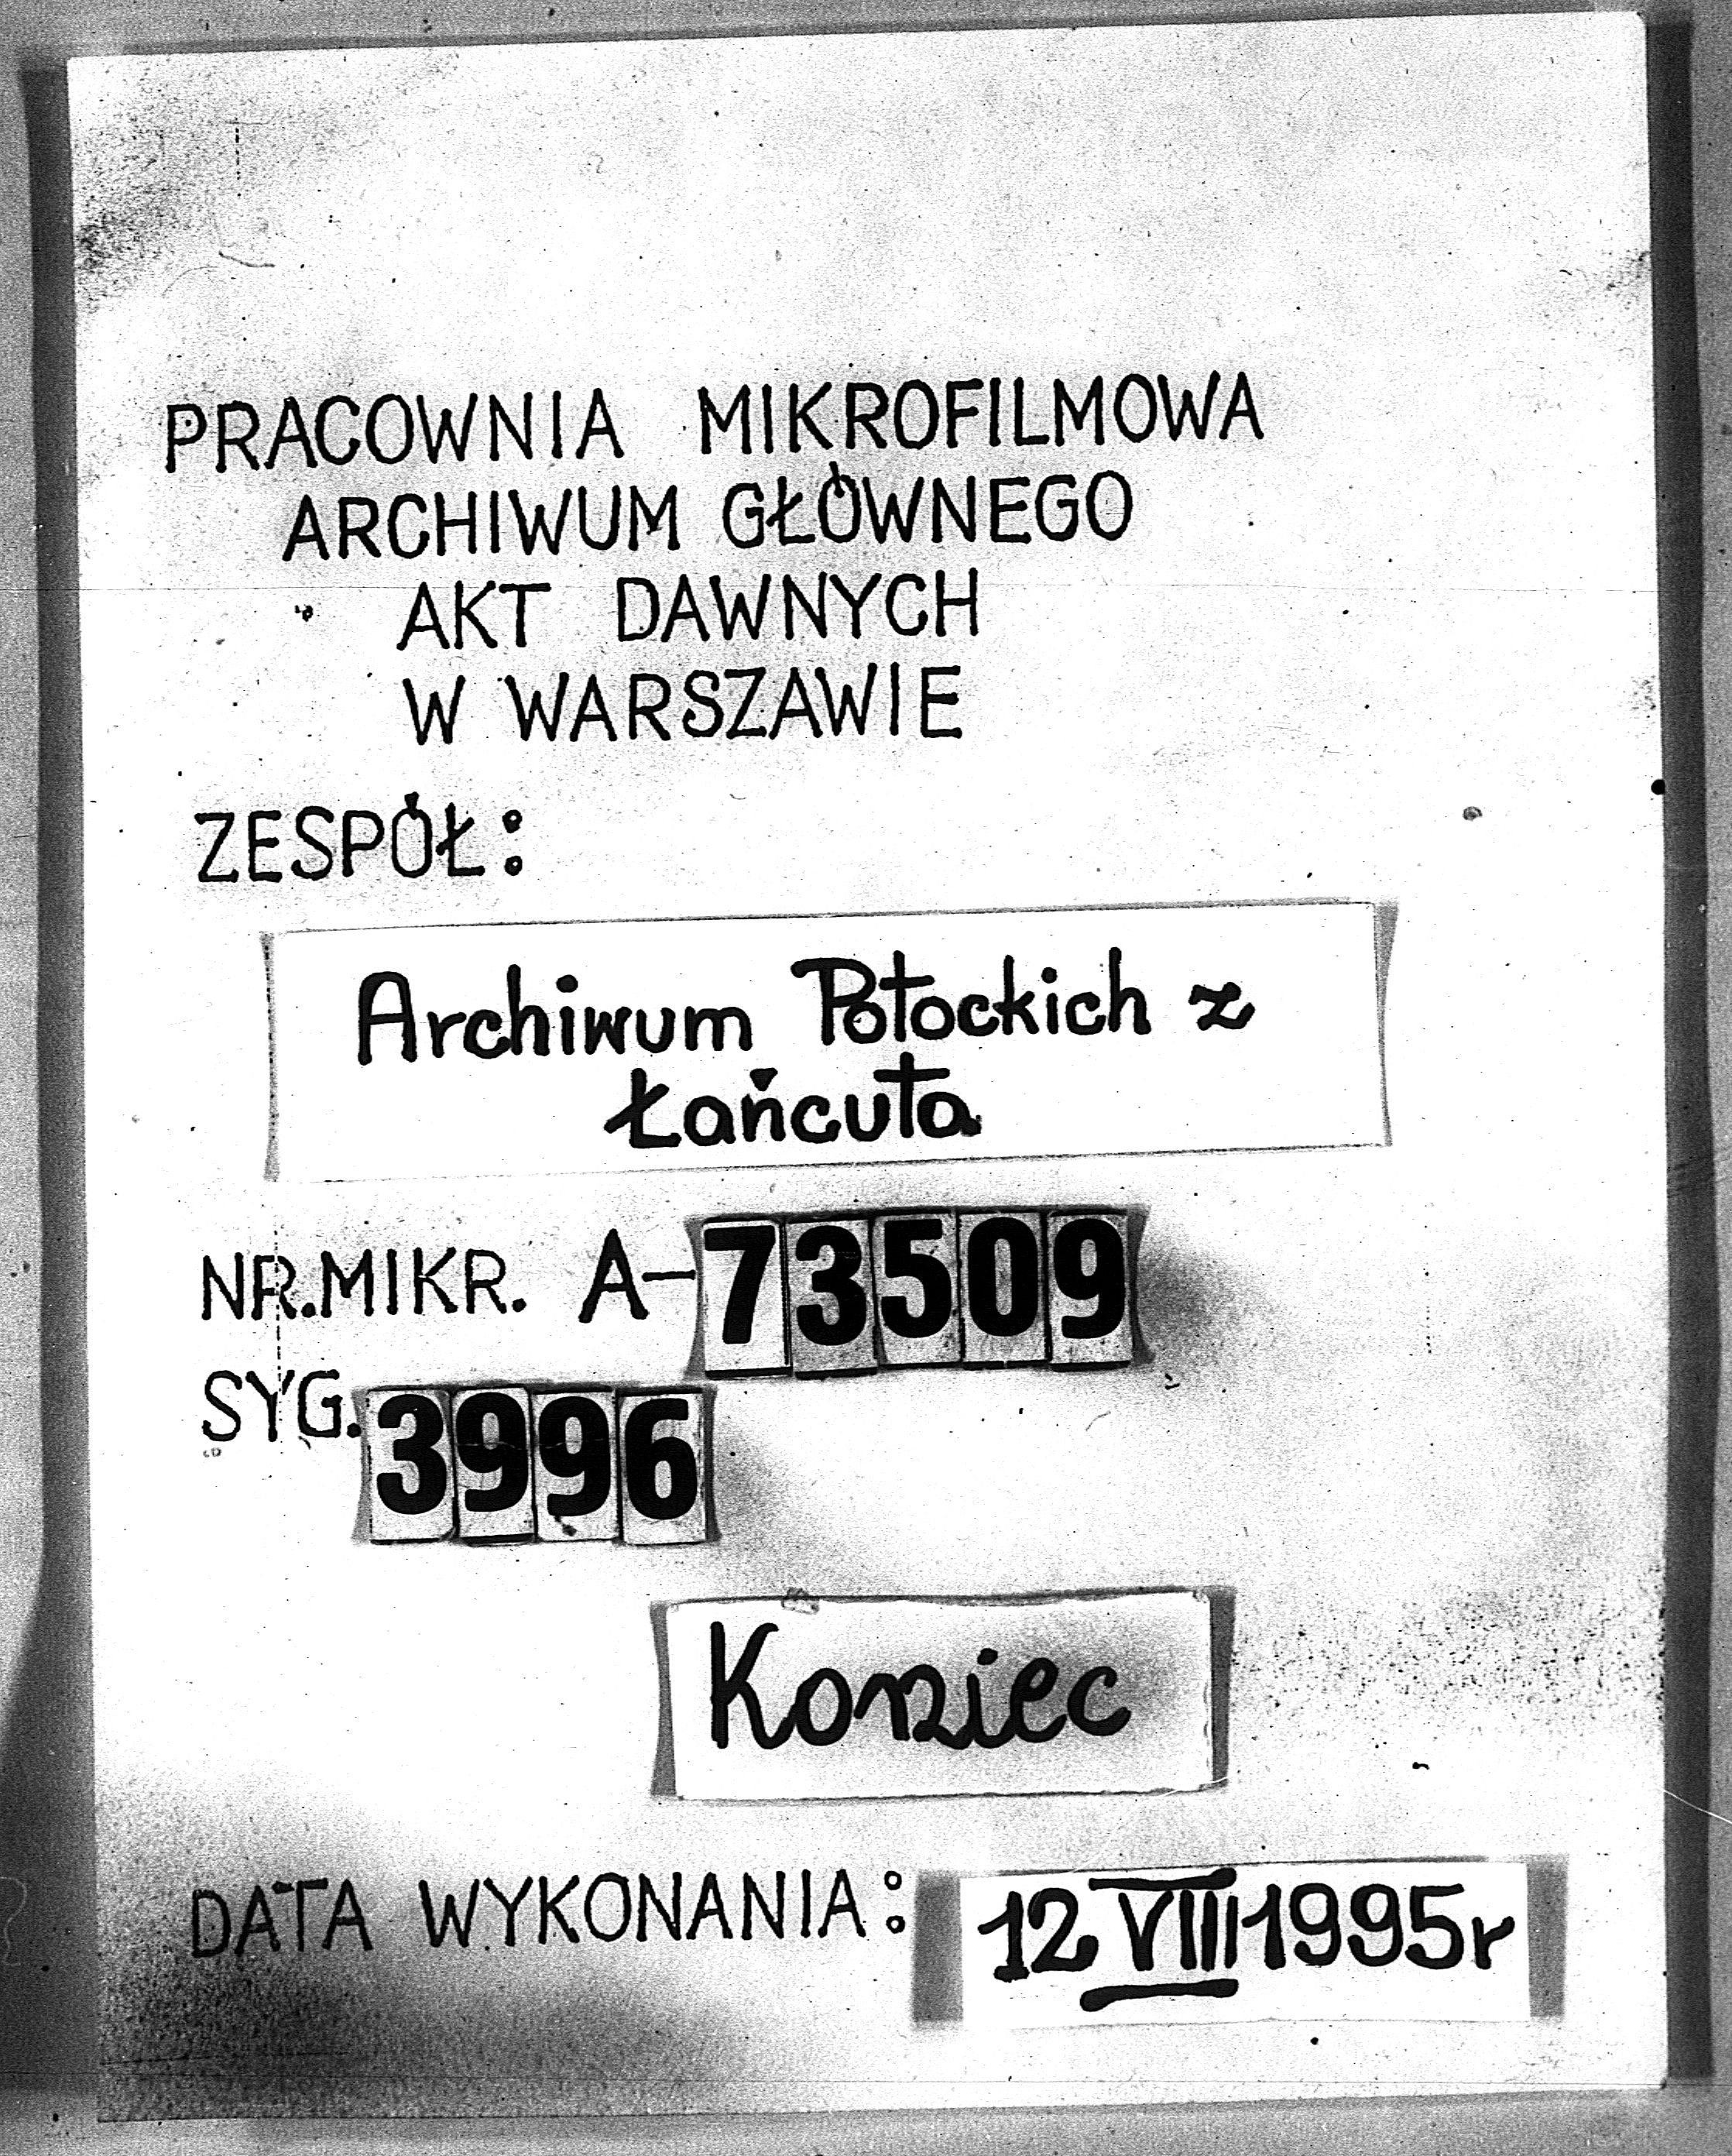 PRACOWNIA MIKROFILMOWA
ARCHIWUM GŁÓWNEGO
AKT DAWNYCH
W WARSZAWIE
ZESPÓŁ:
Archiwum Potockich z
Łańcuta
NR.MIKR. A-73509
SYG. 3996
Koniec
DATA WYKONANIA: 12 VIII 1995r